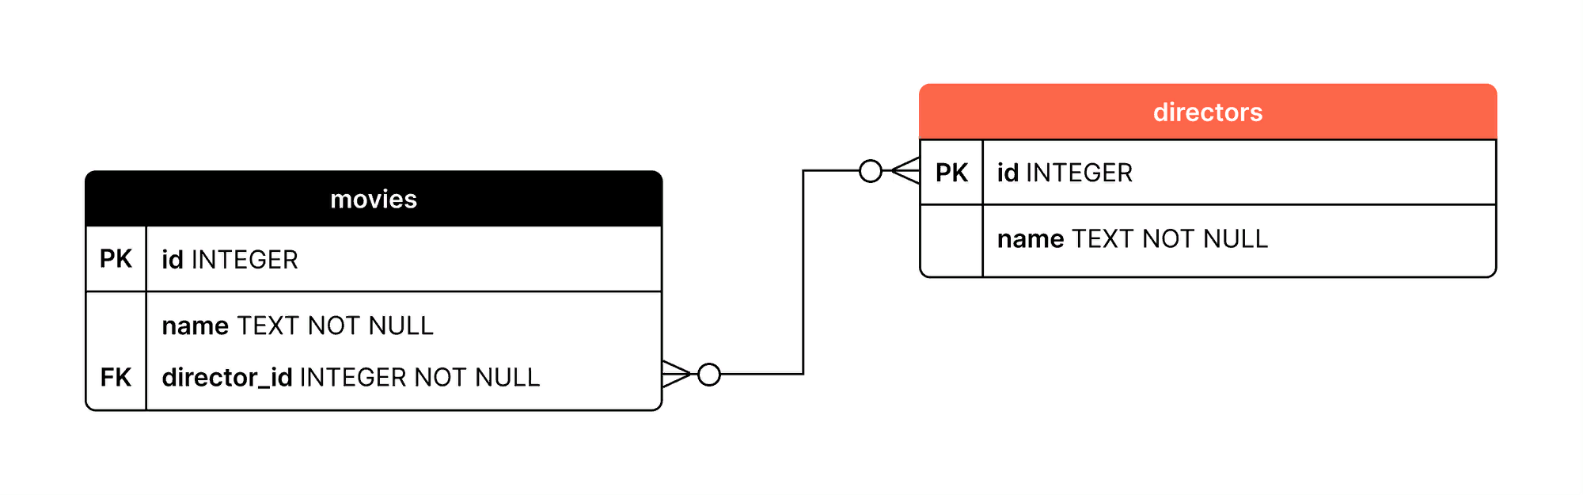 movies
PK id INTEGER
name TEXT NOT NULL
FK director_id INTEGER NOT NULL
directors
PK id INTEGER
name TEXT NOT NULL